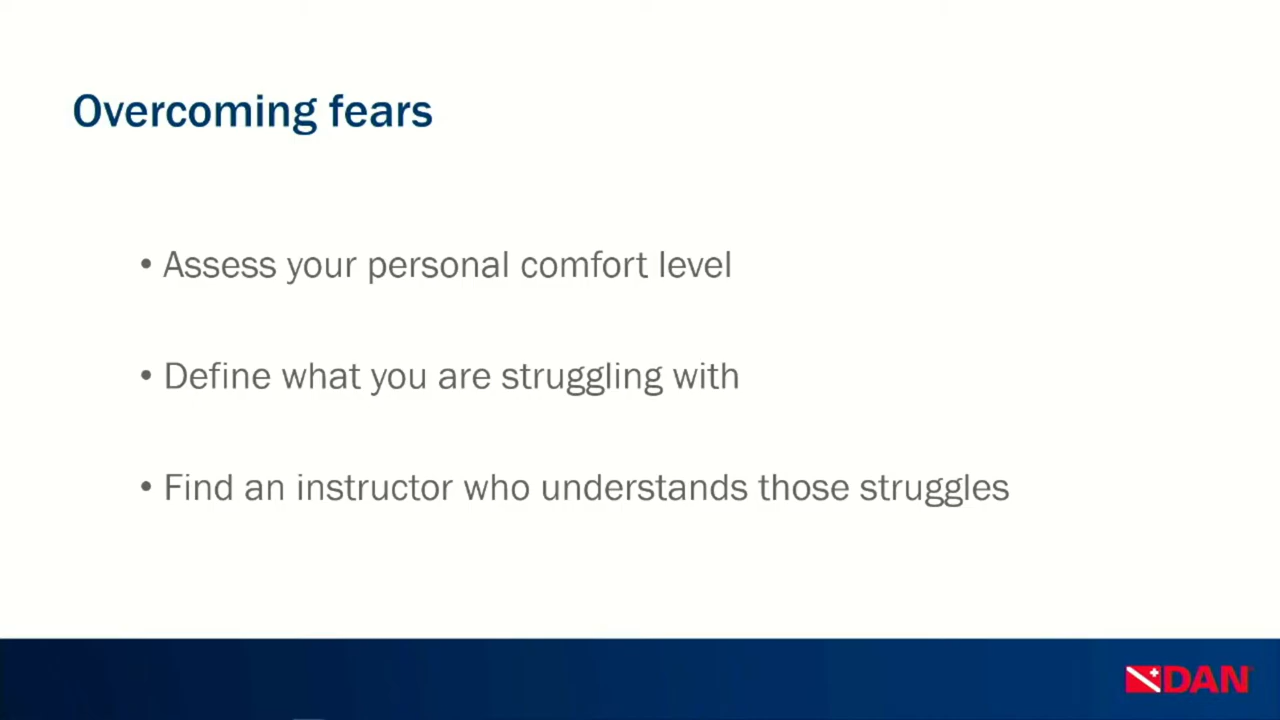 Overcoming fears
• Assess your personal comfort level
• Define what you are struggling with
• Find an instructor who understands those struggles
DAN